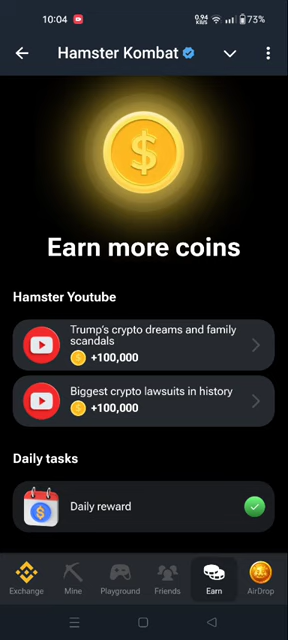 10:04
0.94
KB/S
73%
Hamster Kombat
Earn more coins
Hamster Youtube
Trump's crypto dreams and family
scandals
+100,000
Biggest crypto lawsuits in history
+100,000
Daily tasks
Daily reward
Exchange
Mine
Playground
Friends
Earn
AirDrop